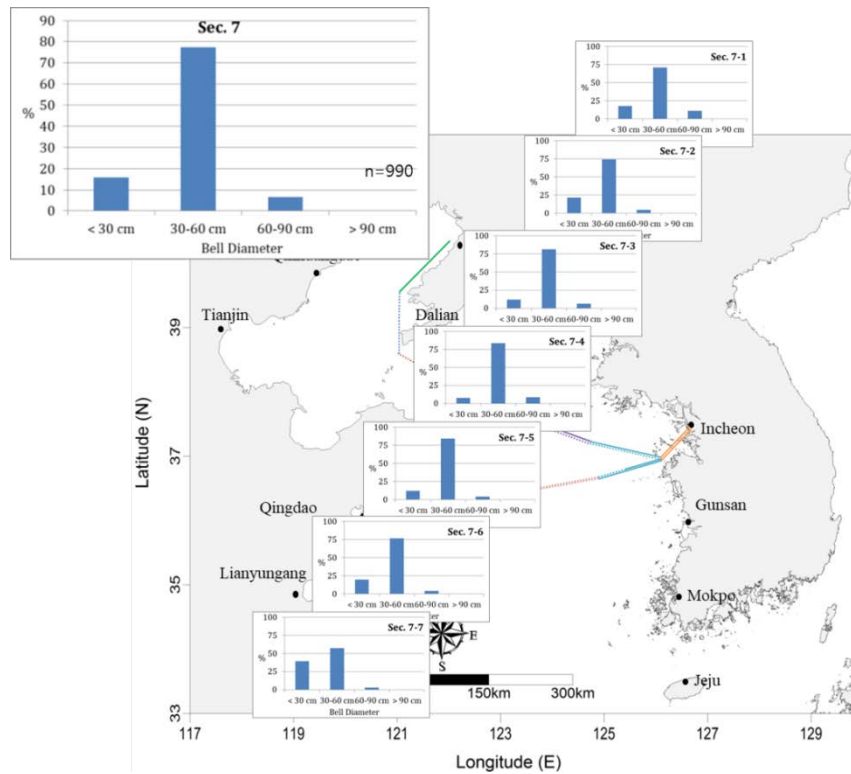 Sec. 7
90
80
70
60
50
40
30
20
10
0
%
n=990
< 30 cm 30-60 cm 60-90 cm > 90 cm
Bell Diameter
Sec. 7-1
100
75
50
25
0
%
< 30 cm 30-60 cm 60-90 cm > 90 cm
Sec. 7-2
100
75
50
25
0
%
< 30 cm 30-60 cm 60-90 cm > 90 cm
Sec. 7-3
100
75
50
25
0
%
< 30 cm 30-60 cm 60-90 cm > 90 cm
Sec. 7-4
100
75
50
25
0
%
< 30 cm 30-60 cm 60-90 cm > 90 cm
Sec. 7-5
100
75
50
25
0
%
< 30 cm 30-60 cm 60-90 cm > 90 cm
Sec. 7-6
100
75
50
25
0
%
< 30 cm 30-60 cm 60-90 cm > 90 cm
Sec. 7-7
100
75
50
25
0
%
< 30 cm 30-60 cm 60-90 cm > 90 cm
Bell Diameter
Tianjin
Dalian
Incheon
Qingdao
Gunsan
Lianyungang
Mokpo
Jeju
E
S
150km 300km
39
37
35
33
Latitude (N)
117 119 121 123 125 127 129
Longitude (E)